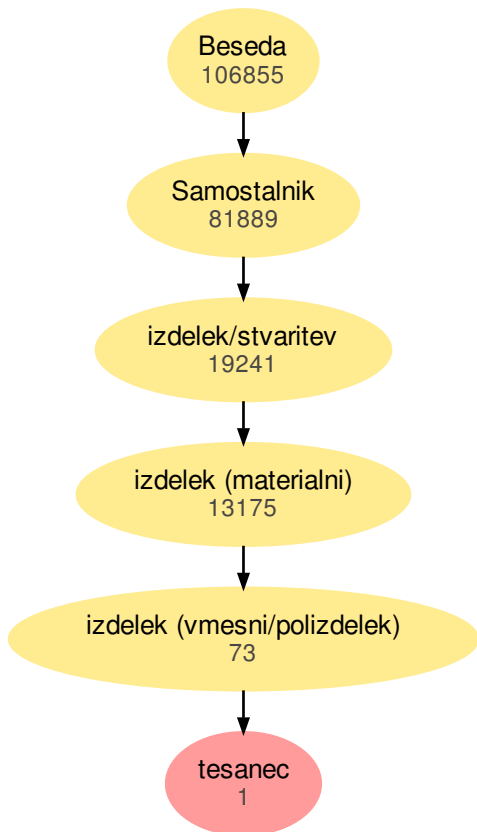 Beseda
106855
Samostalnik
81889
izdelek/stvaritev
19241
izdelek (materialni)
13175
izdelek (vmesni/polizdelek)
73
tesanec
1